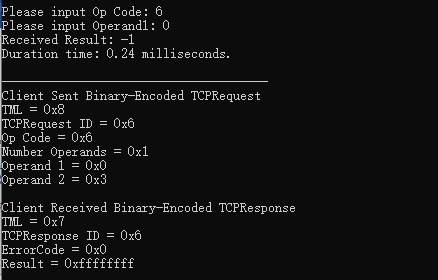 Please input Op Code: 6
Please input Operand1: 0
Received Result: -1
Duration time: 0.24 milliseconds.
______________________________________
Client Sent Binary-Encoded TCPRequest
TML = 0x8
TCPRequest ID = 0x6
Op Code = 0x6
Number Operands = 0x1
Operand 1 = 0x0
Operand 2 = 0x3
Client Received Binary-Encoded TCPResponse
TML = 0x7
TCPResponse ID = 0x6
ErrorCode = 0x0
Result = 0xffffffff